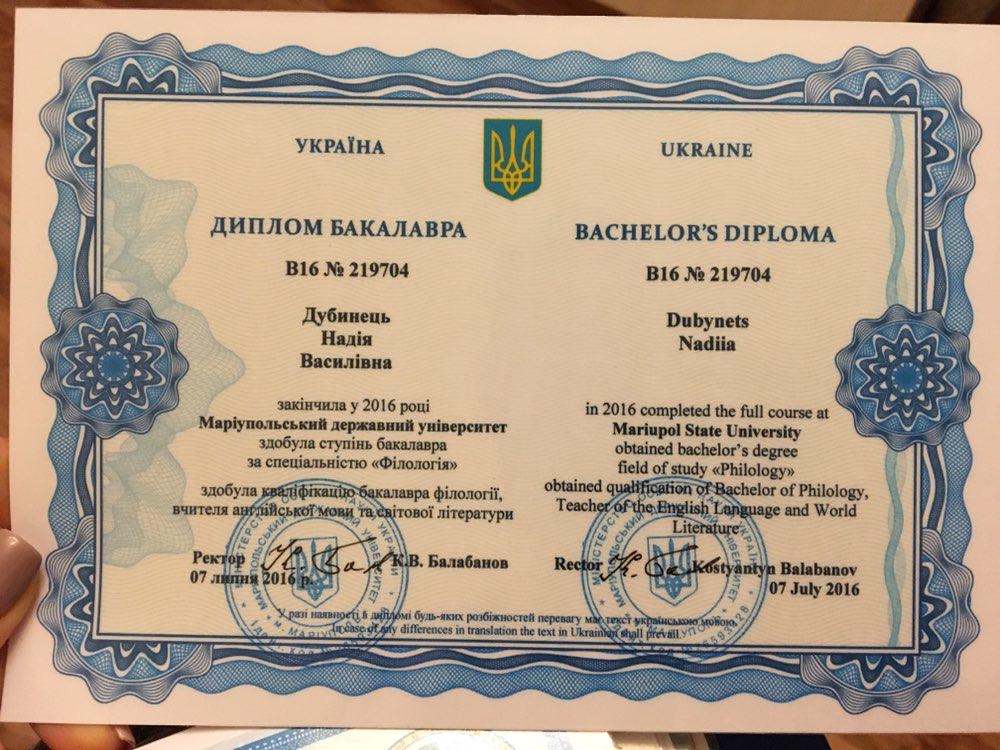 УКРАЇНА
ДИПЛОМ БАКАЛАВРА
В16 № 219704
Дубинець
Надія
Василівна
закінчила у 2016 році
Маріупольський державний університет
здобула ступінь бакалавра
за спеціальністю «Філологія»
здобула кваліфікацію бакалавра філології,
вчителя англійської мови та світової літератури
Ректор К.В. Балабанов
07 липня 2016 р.
UKRAINE
BACHELOR'S DIPLOMA
B16 № 219704
Dubynets
Nadiia
in 2016 completed the full course at
Mariupol State University
obtained bachelor's degree
field of study «Philology»
obtained qualification of Bachelor of Philology,
Teacher of the English Language and World
Literature
Rector Kostyantyn Balabanov
07 July 2016
У разі наявності в дипломі будь-яких розбіжностей перевагу має текст українською мовою.
In case of any differences in translation the text in Ukrainian shall prevail.